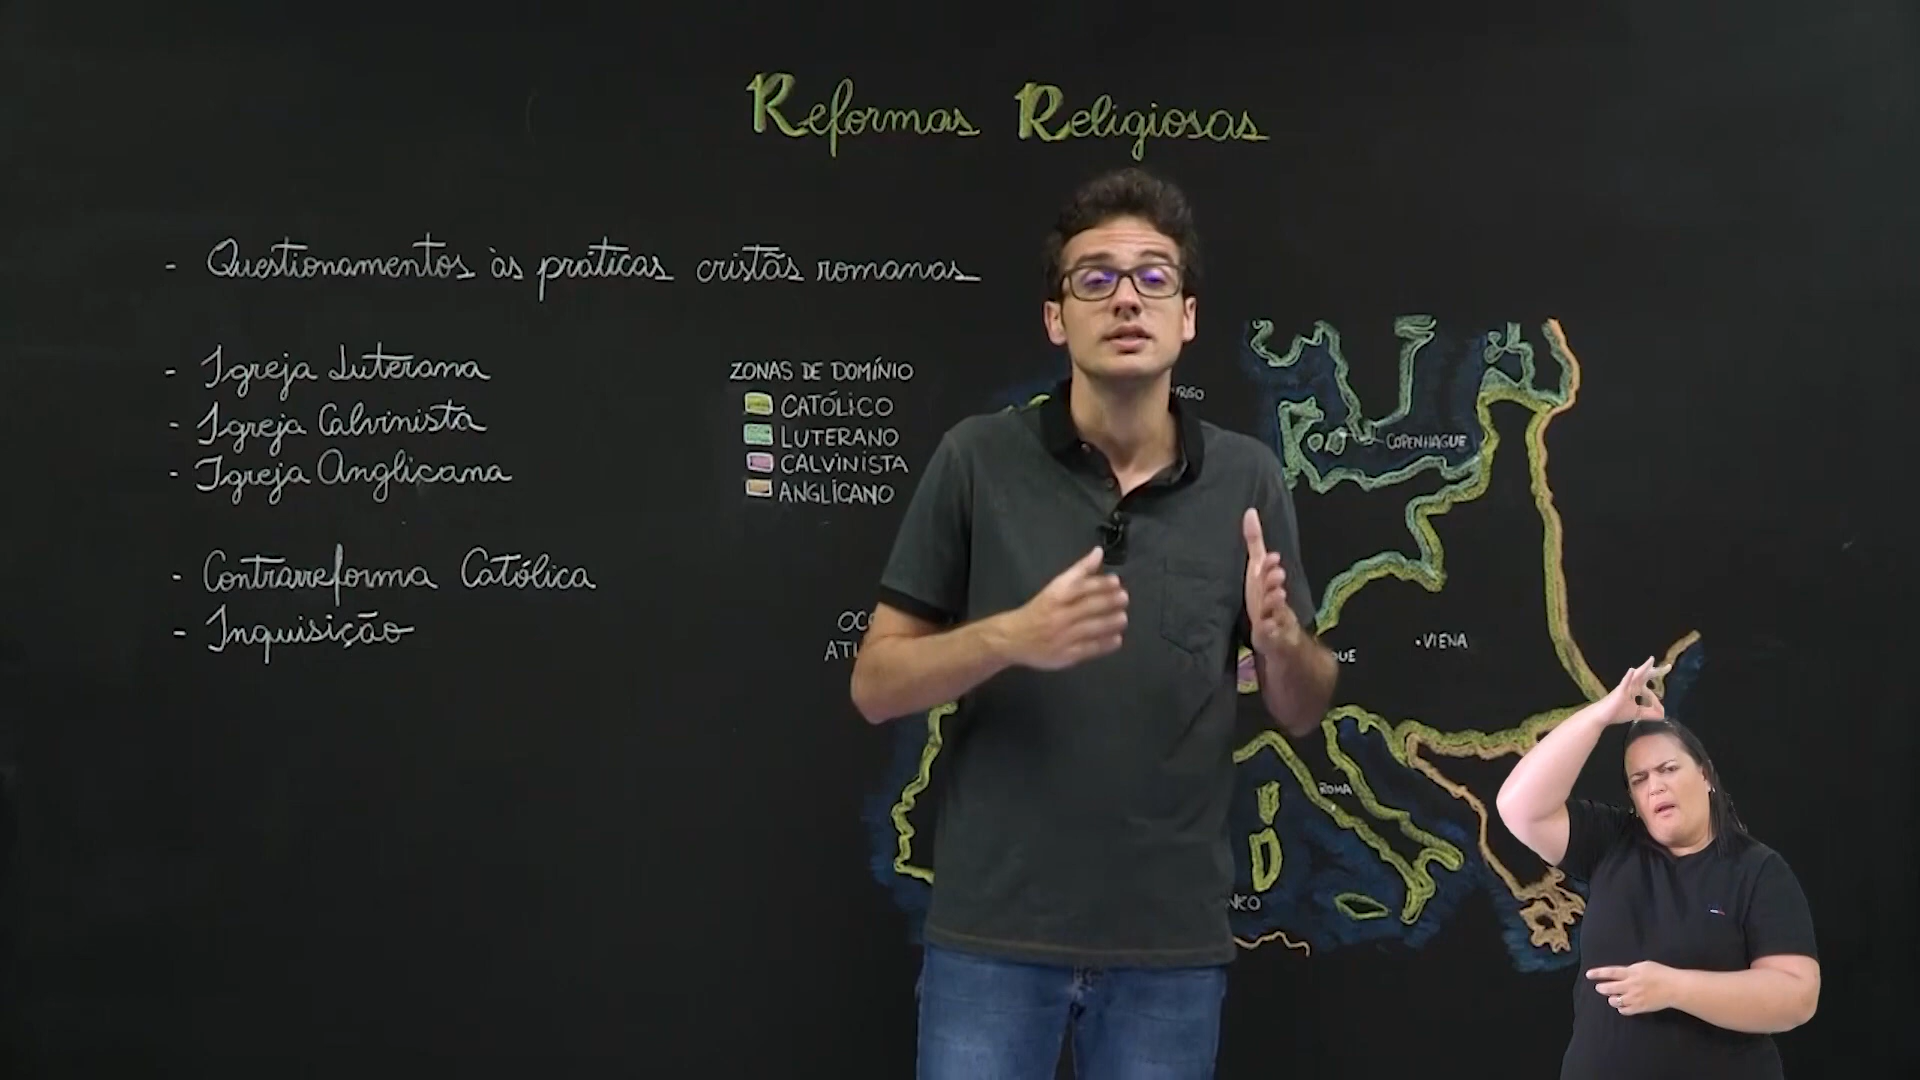 Reformas Religiosas
- Questionamentos às práticas cristãs romanas
- Igreja Luterana
- Igreja Calvinista
- Igreja Anglicana
- Contrarreforma Católica
- Inquisição
ZONAS DE DOMÍNIO
CATÓLICO
LUTERANO
CALVINISTA
ANGLICANO
COPENHAGUE
VIENA
ROMA